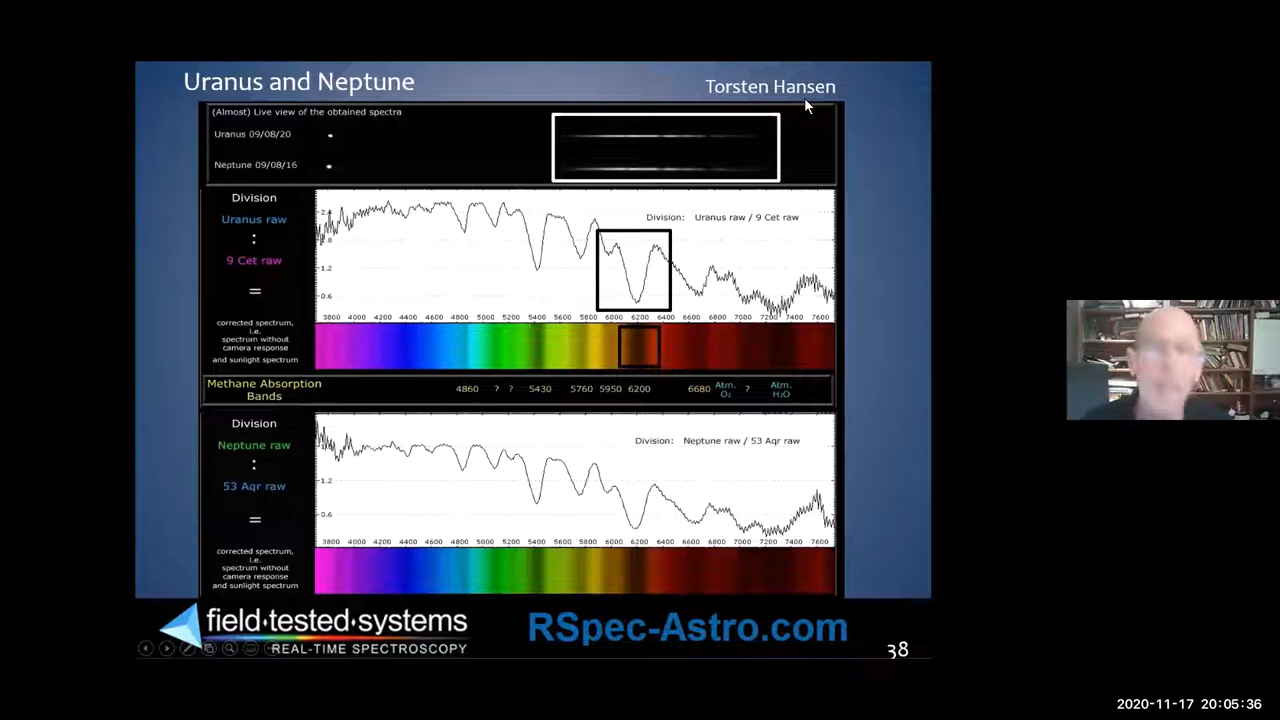 Uranus and Neptune
Torsten Hansen
(Almost) Live view of the obtained spectra
Uranus 09/08/20
Neptune 09/08/16
Division
Uranus raw
:
9 Cet raw
=
corrected spectrum,
i.e.
spectrum without
camera response
and sunlight spectrum
Division: Uranus raw / 9 Cet raw
1.8
1.2
0.6
3800 4000 4200 4400 4600 4800 5000 5200 5400 5600 5800 6000 6200 6400 6600 6800 7000 7200 7400 7600
Methane Absorption
Bands
4860 ? ? 5430 5760 5950 6200 6680 Atm. O₂ ? Atm. H₂O
Division
Neptune raw
:
53 Aqr raw
=
corrected spectrum,
i.e.
spectrum without
camera response
and sunlight spectrum
Division: Neptune raw / 53 Aqr raw
1.2
0.6
3800 4000 4200 4400 4600 4800 5000 5200 5400 5600 5800 6000 6200 6400 6600 6800 7000 7200 7400 7600
field·tested·systems
REAL-TIME SPECTROSCOPY
RSpec-Astro.com
38
2020-11-17 20:05:36